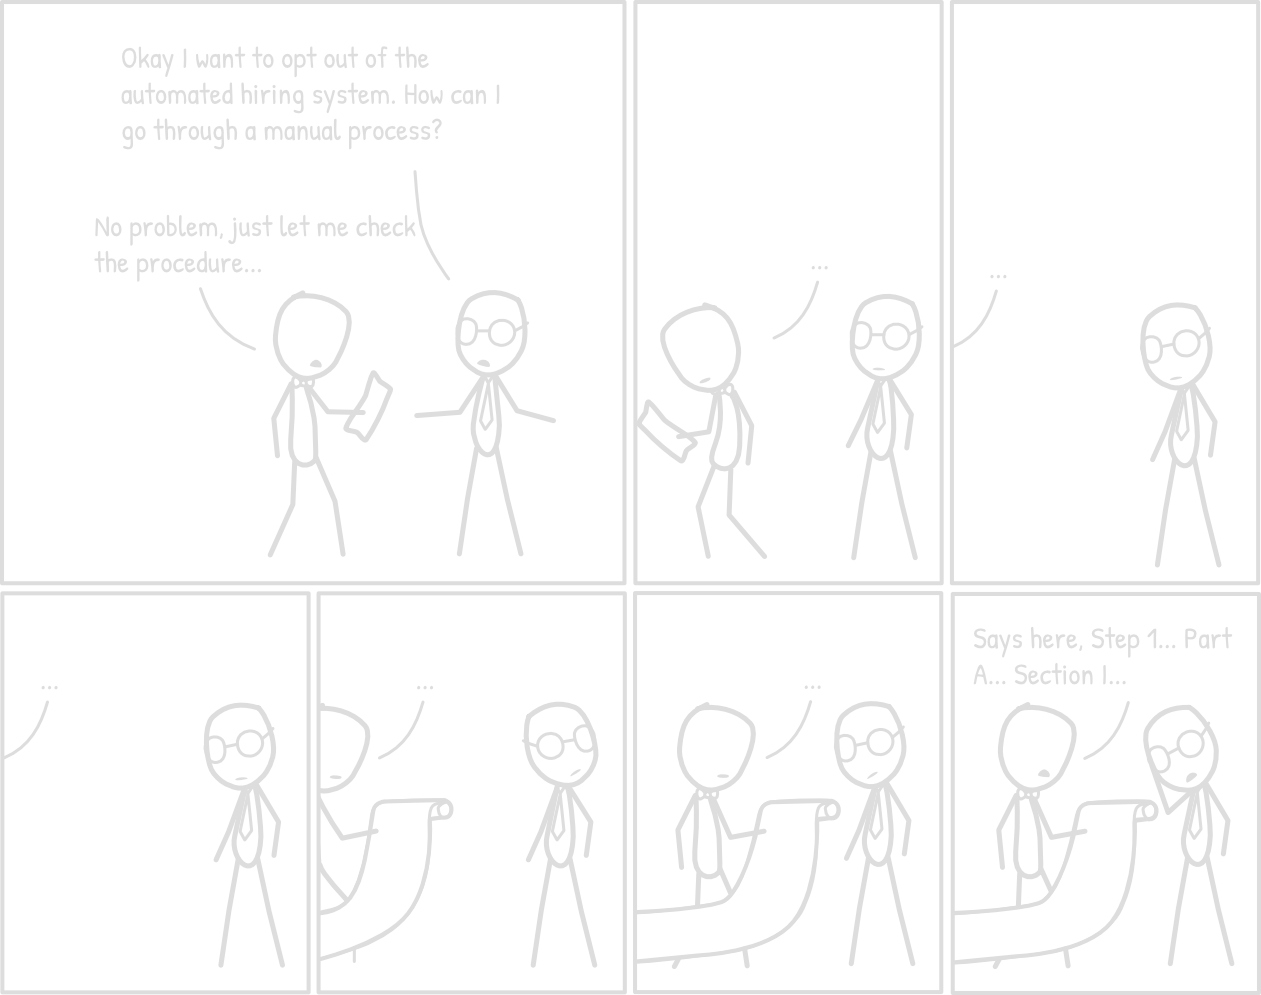 Okay I want to opt out of the
automated hiring system. How can I
go through a manual process?
No problem, just let me check
the procedure...
...
...
...
...
...
Says here, Step 1... Part
A... Section I...